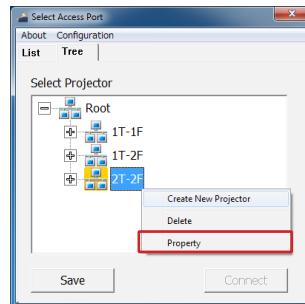 Select Access Port
About Configuration
List Tree
Select Projector
Root
1T-1F
1T-2F
2T-2F
Create New Projector
Delete
Property
Save Connect